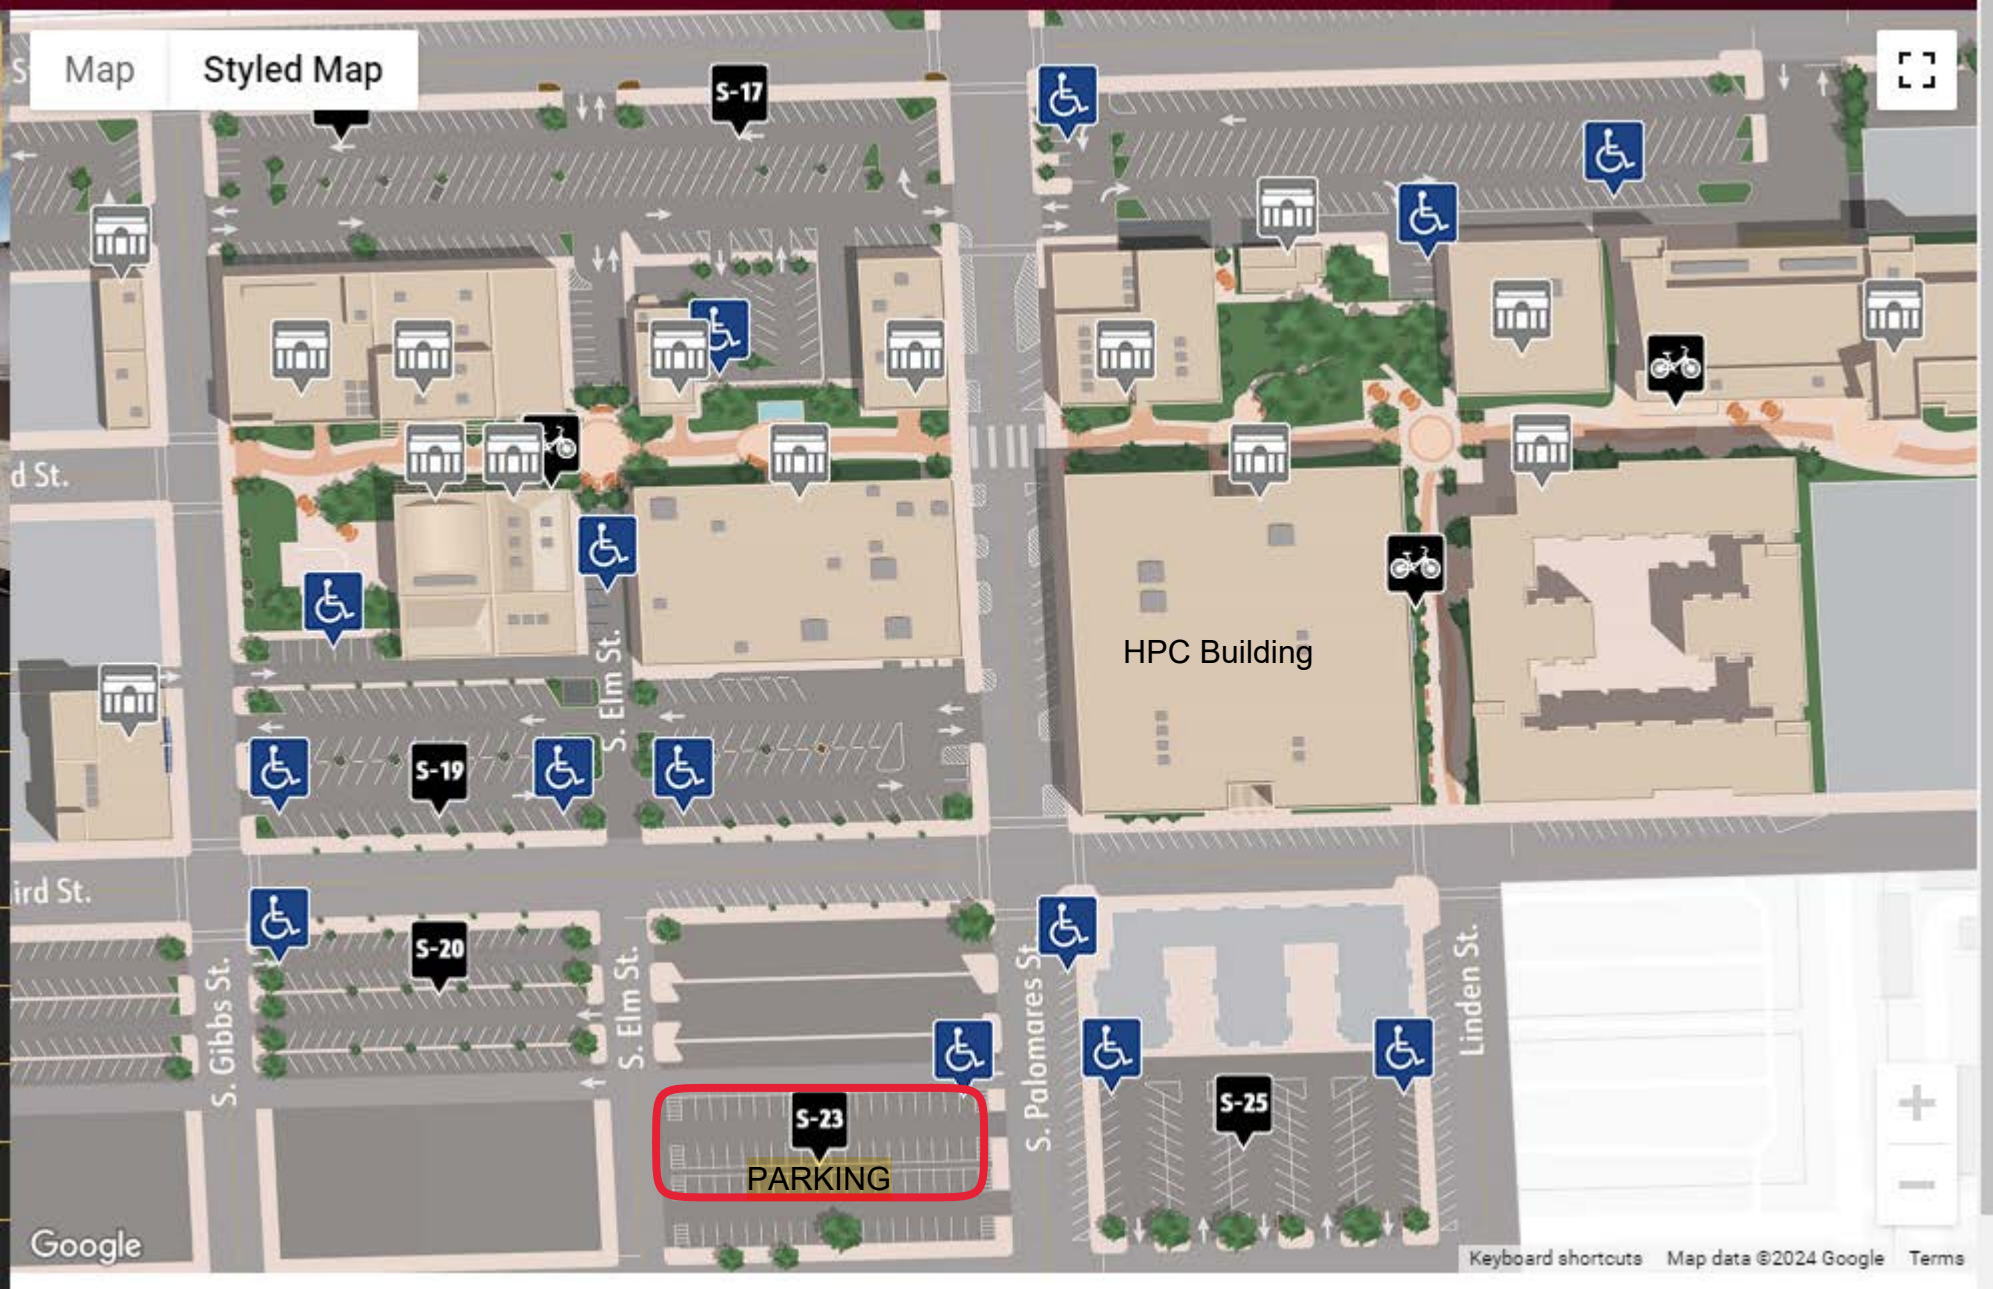 S
Map
Styled Map
S-17
d St.
HPC Building
S. Elm St.
S-19
ird St.
S-20
S. Gibbs St.
S. Elm St.
S. Palomares St.
Linden St.
S-23
PARKING
S-25
Google
Keyboard shortcuts
Map data ©2024 Google
Terms